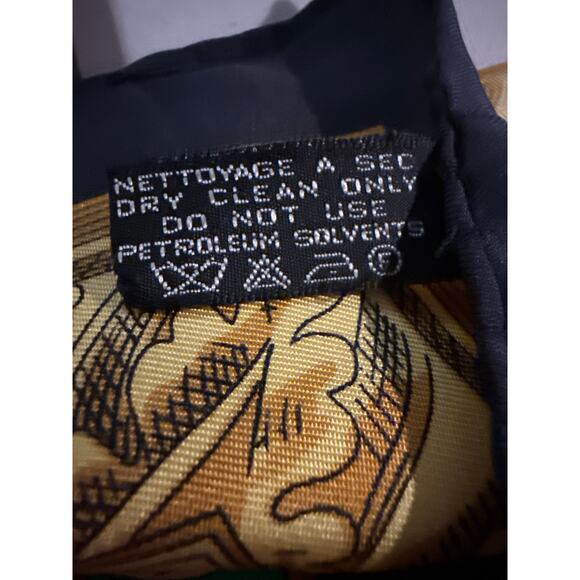 NETTOYAGE A SEC
DRY CLEAN ONLY
DO NOT USE
PETROLEUM SOLVENTS